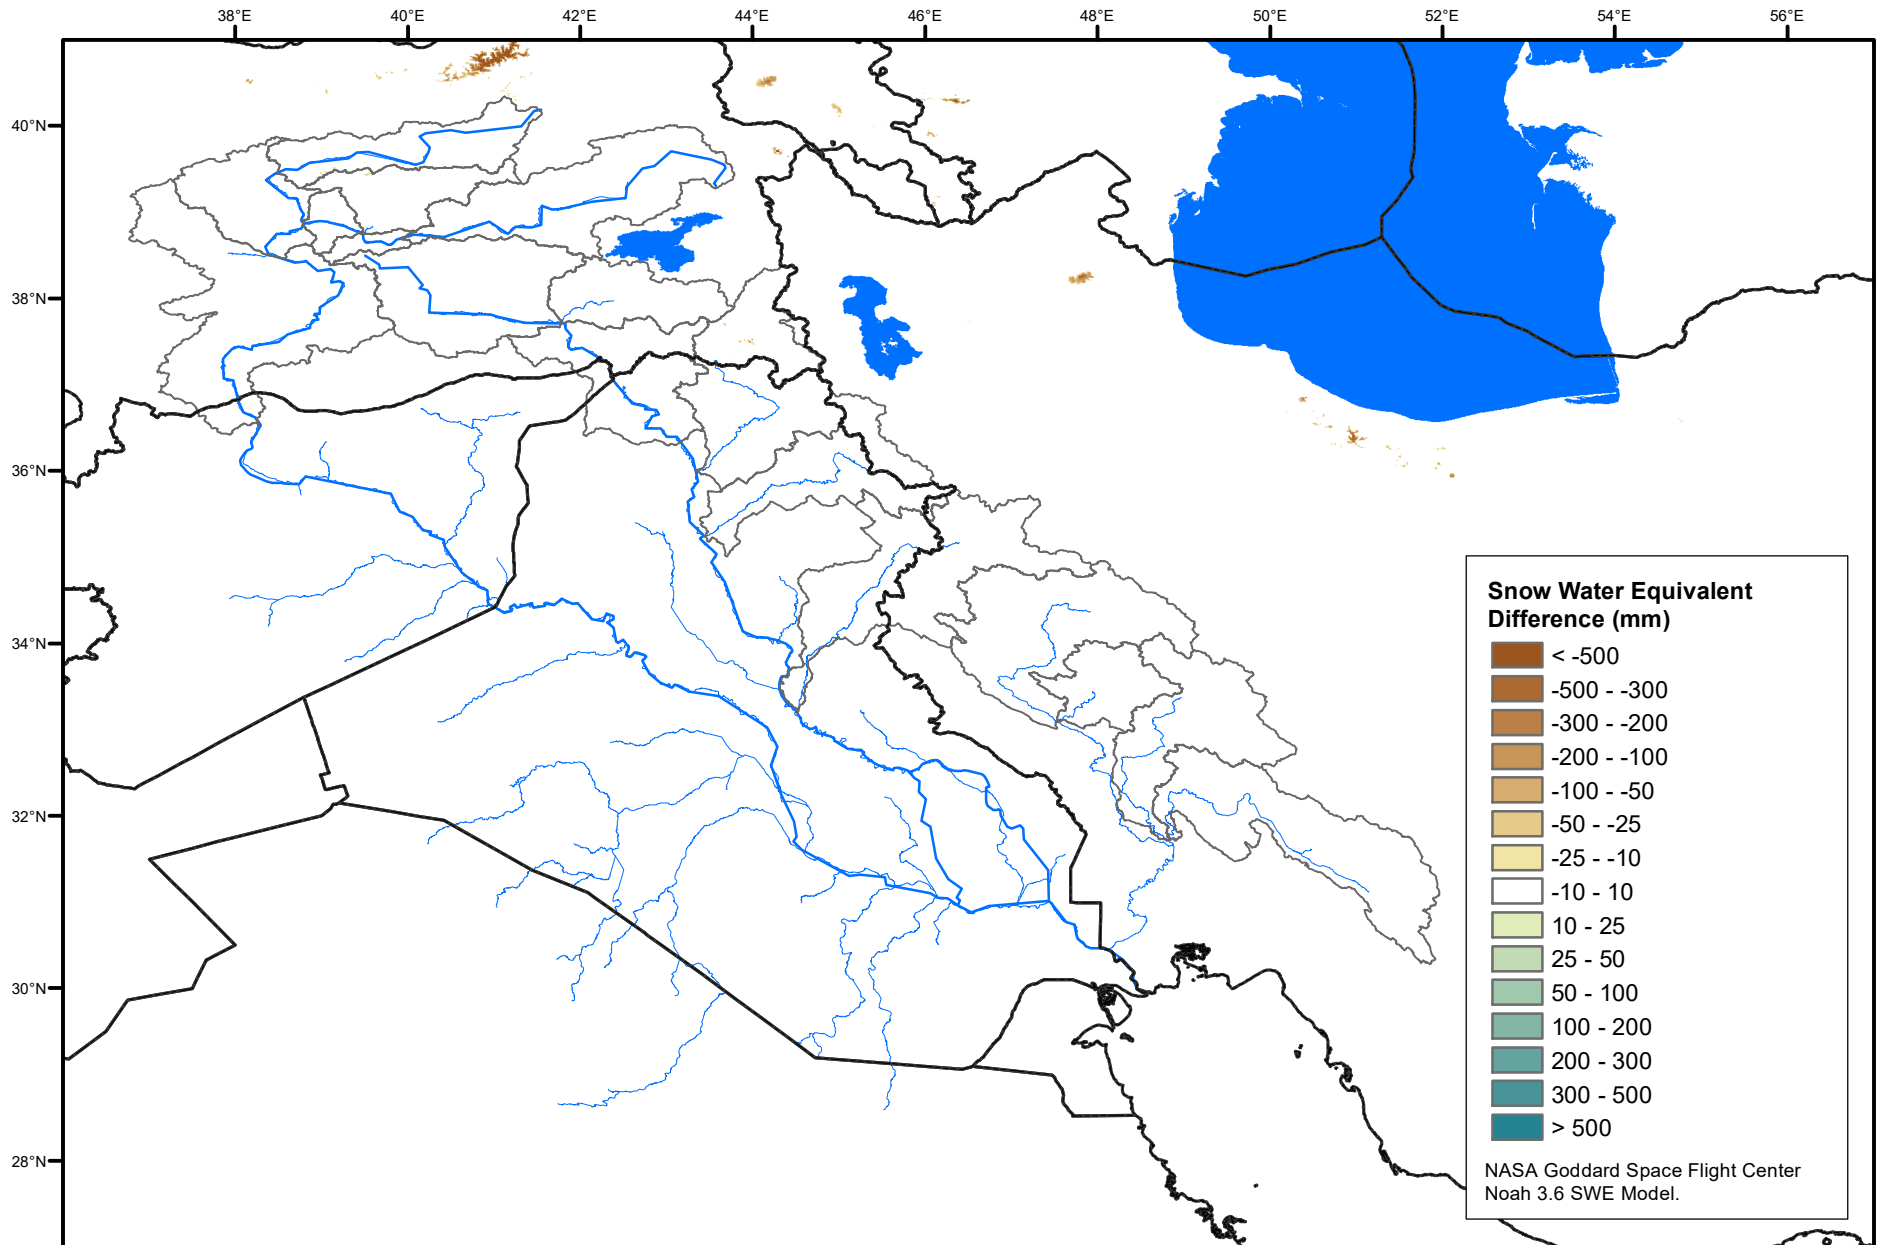 38°E 40°E 42°E 44°E 46°E 48°E 50°E 52°E 54°E 56°E
40°N
38°N
36°N
34°N
32°N
30°N
28°N
Snow Water Equivalent
Difference (mm)
< -500
-500 - -300
-300 - -200
-200 - -100
-100 - -50
-50 - -25
-25 - -10
-10 - 10
10 - 25
25 - 50
50 - 100
100 - 200
200 - 300
300 - 500
> 500
NASA Goddard Space Flight Center
Noah 3.6 SWE Model.